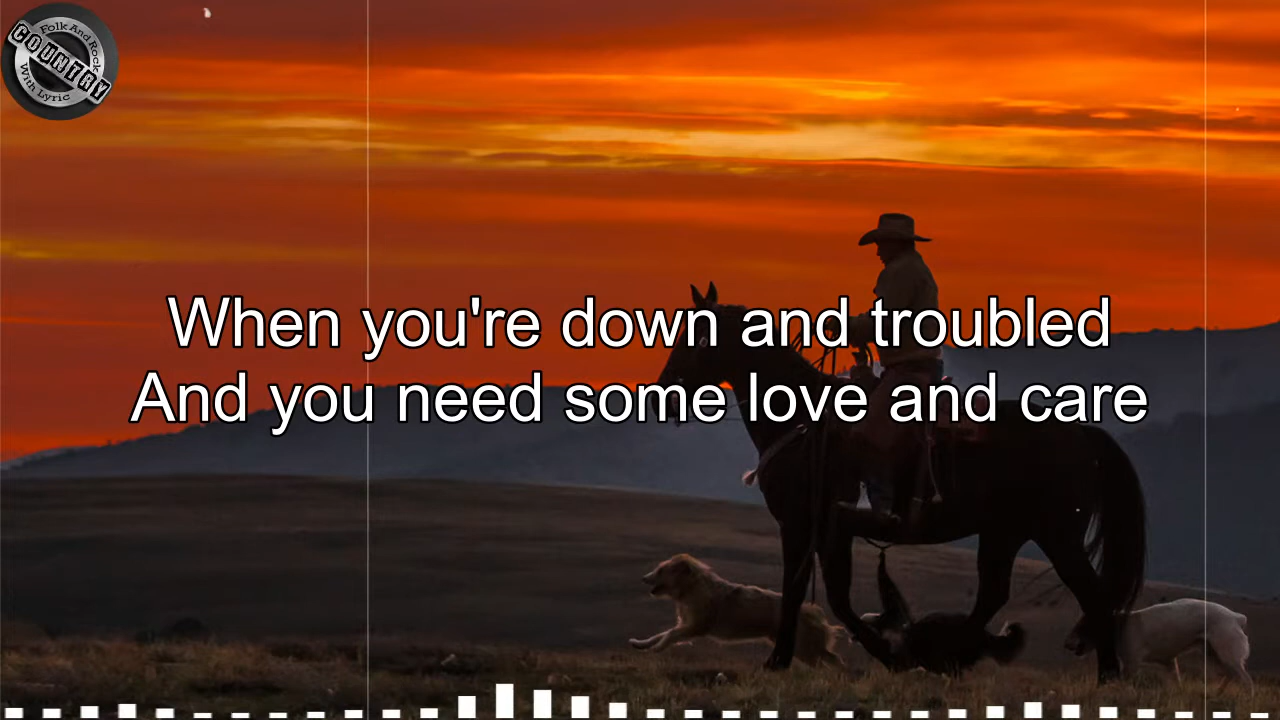 Folk And Rock
COUNTRY
With Lyric
When you're down and troubled
And you need some love and care